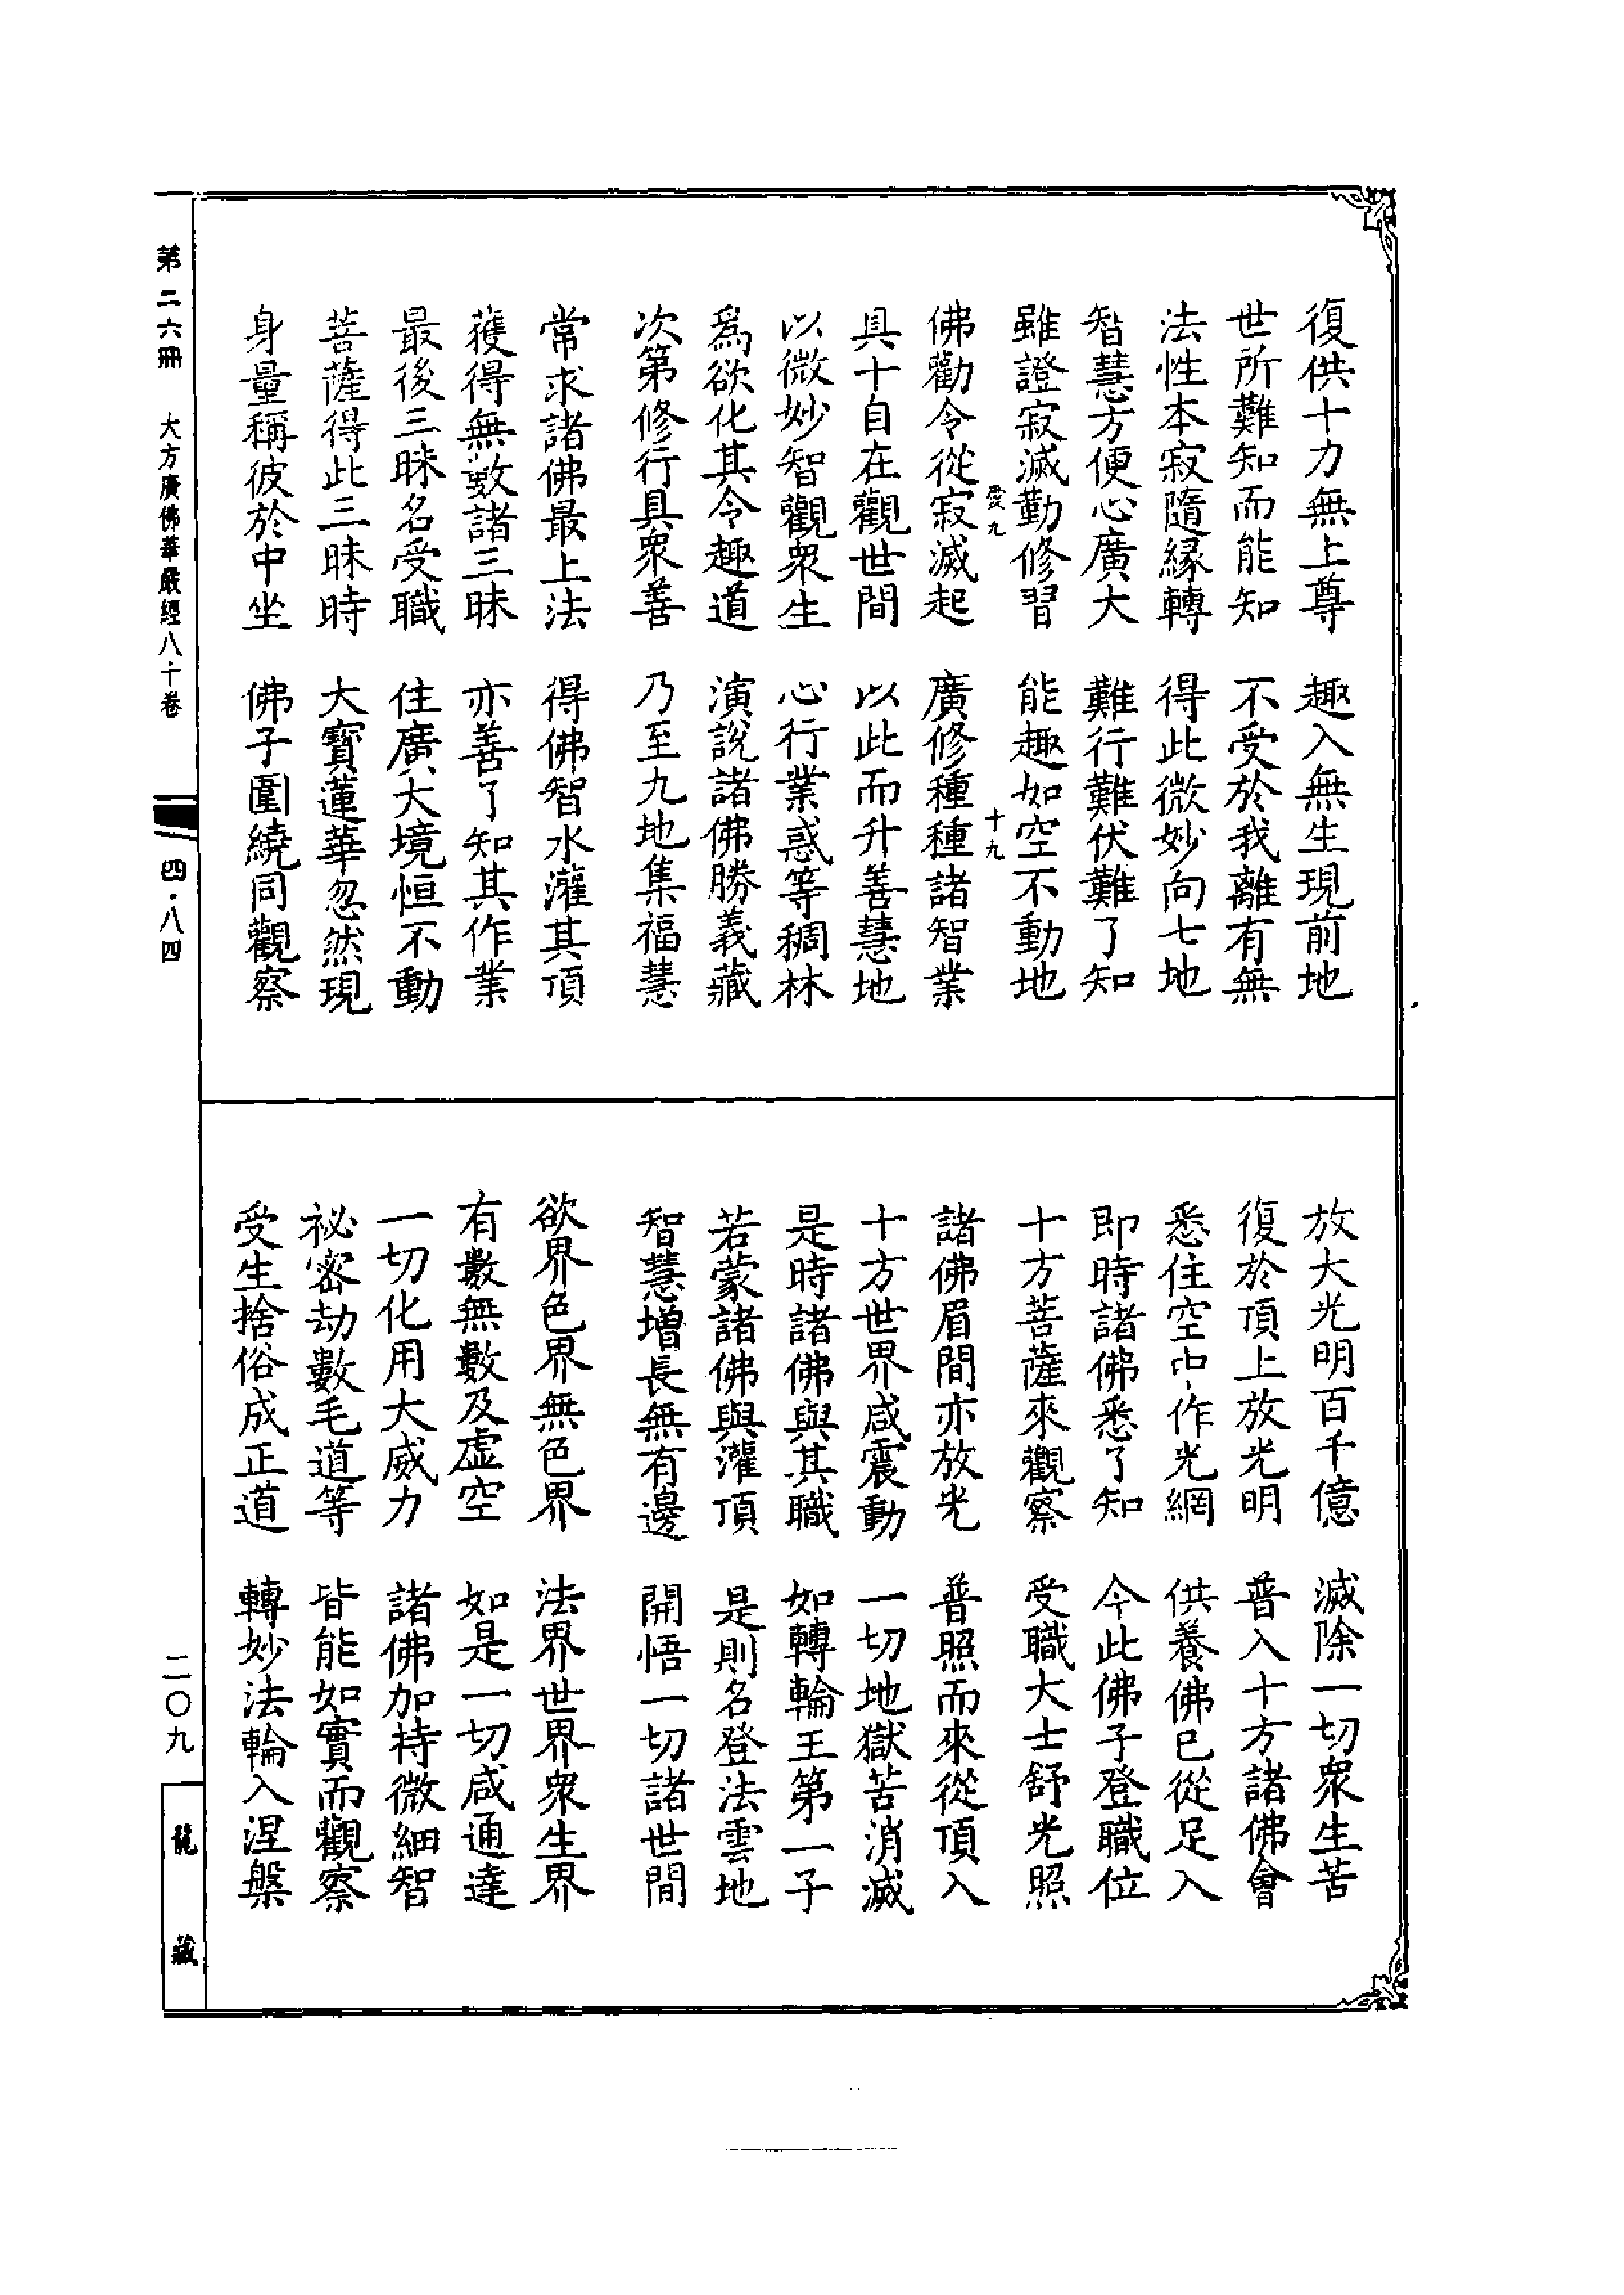 復供十力無上尊　趣入無生現前地
世所難知而能知　不受於我離有無
法性本寂隨緣轉　得此微妙向七地
智慧方便心廣大　難行難伏難了知
雖證寂滅勤修習　能趣如空不動地
愛九　十九
佛勸令從寂滅起　廣修種種諸智業
具十自在觀世間　以此而升善慧地
以微妙智觀眾生　心行業惑等稠林
為欲化其令趣道　演說諸佛勝義藏
次第修行具眾善　乃至九地集福慧
常求諸佛最上法　得佛智水灌其頂
獲得無數諸三昧　亦善了知其作業
最後三昧名受職　住廣大境恒不動
菩薩得此三昧時　大寶蓮華忽然現
身量稱彼於中坐　佛子圍繞同觀察
放大光明百千億　滅除一切眾生苦
復於頂上放光明　普入十方諸佛會
悉住空中作光網　供養佛已從足入
即時諸佛悉了知　今此佛子登職位
十方菩薩來觀察　受職大士舒光照
諸佛眉間亦放光　普照而來從頂入
十方世界咸震動　一切地獄苦消滅
是時諸佛與其職　如轉輪王第一子
若蒙諸佛與灌頂　是則名登法雲地
智慧增長無有邊　開悟一切諸世間
欲界色界無色界　法界世界眾生界
有數無數及虛空　如是一切咸通達
一切化用大威力　諸佛加持微細智
祕密劫數毛道等　皆能如實而觀察
受生捨俗成正道　轉妙法輪入涅槃
第二六冊　大方廣佛華嚴經八十卷　四·八四
二〇九
龍藏